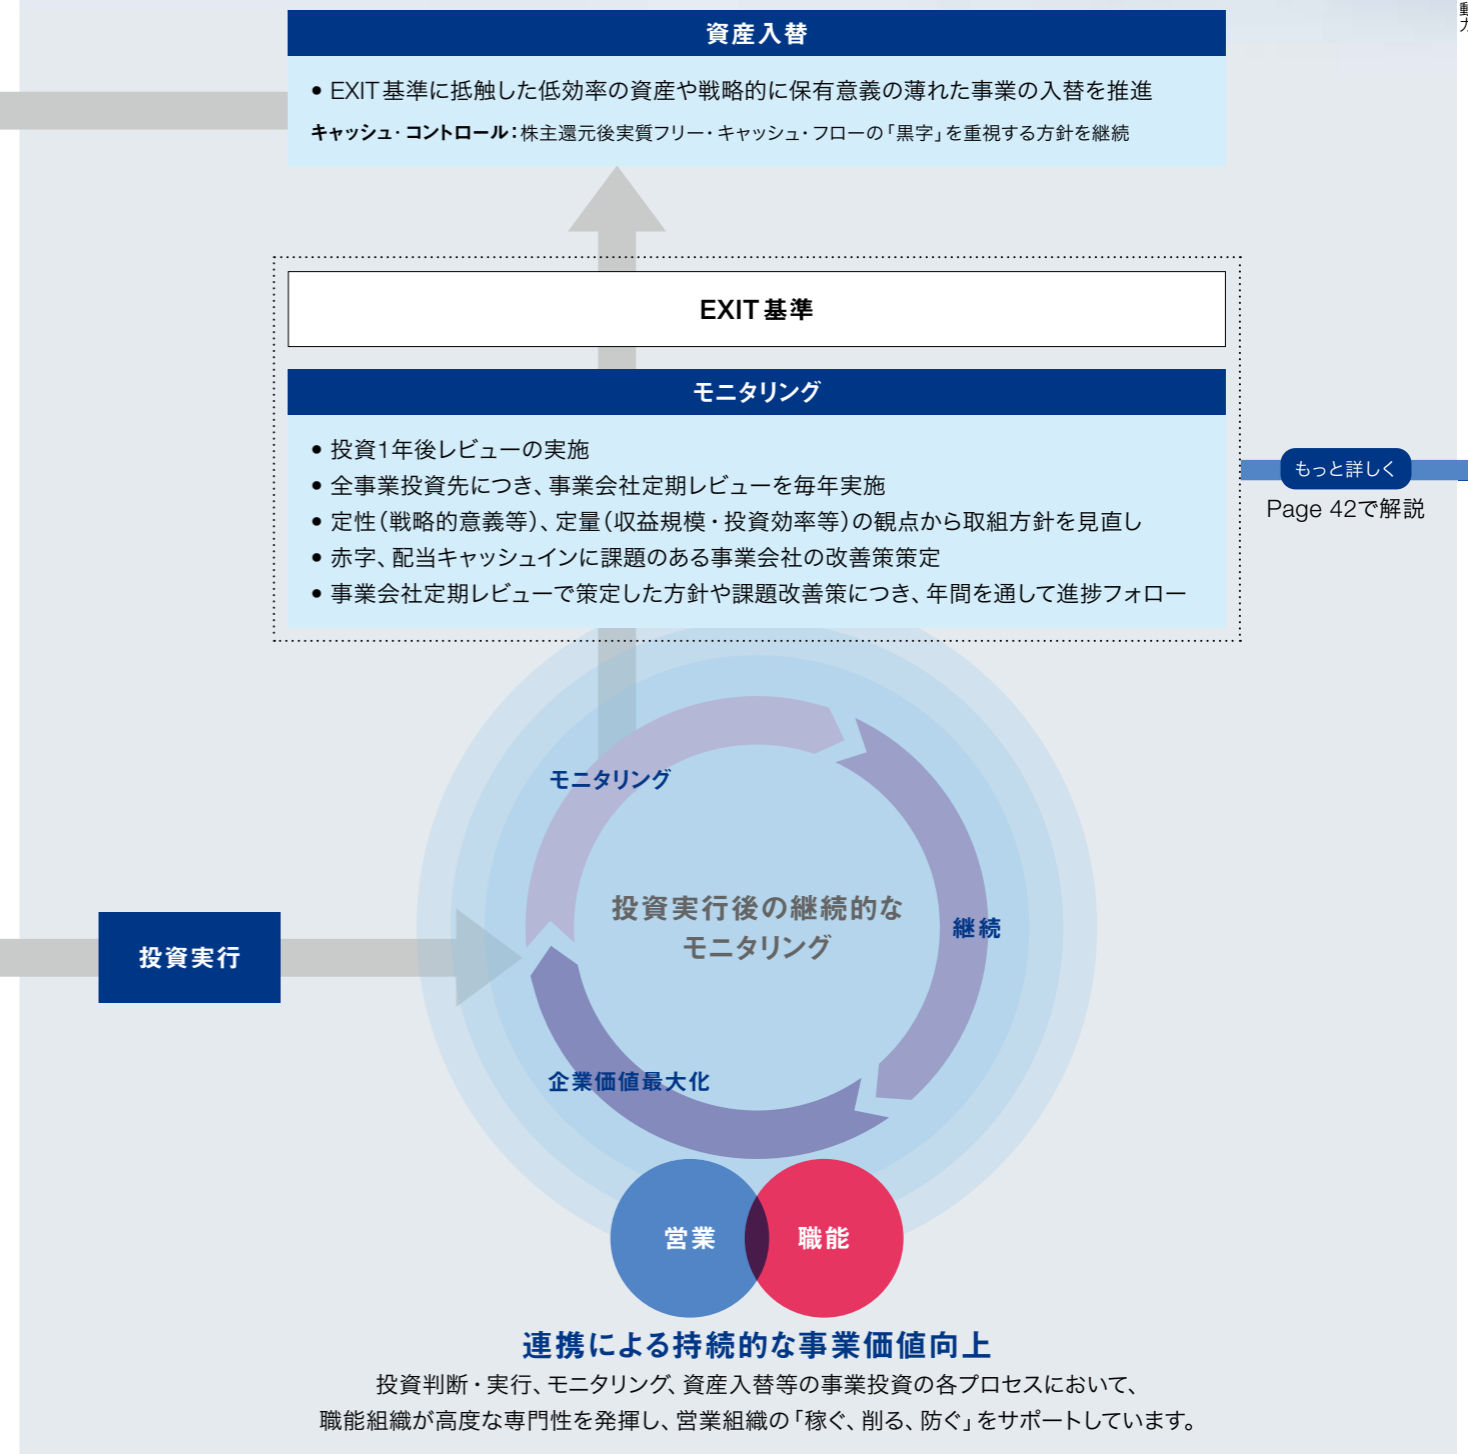 資産入替
• EXIT基準に抵触した低効率の資産や戦略的に保有意義の薄れた事業の入替を推進
キャッシュ・コントロール：株主還元後実質フリー・キャッシュ・フローの「黒字」を重視する方針を継続
EXIT基準
モニタリング
• 投資1年後レビューの実施
• 全事業投資先につき、事業会社定期レビューを毎年実施
• 定性（戦略的意義等）、定量（収益規模・投資効率等）の観点から取組方針を見直し
• 赤字、配当キャッシュインに課題のある事業会社の改善策策定
• 事業会社定期レビューで策定した方針や課題改善策につき、年間を通して進捗フォロー
もっと詳しく
Page 42で解説
モニタリング
投資実行後の継続的な
モニタリング
継続
投資実行
企業価値最大化
営業
職能
連携による持続的な事業価値向上
投資判断・実行、モニタリング、資産入替等の事業投資の各プロセスにおいて、
職能組織が高度な専門性を発揮し、営業組織の「稼ぐ、削る、防ぐ」をサポートしています。